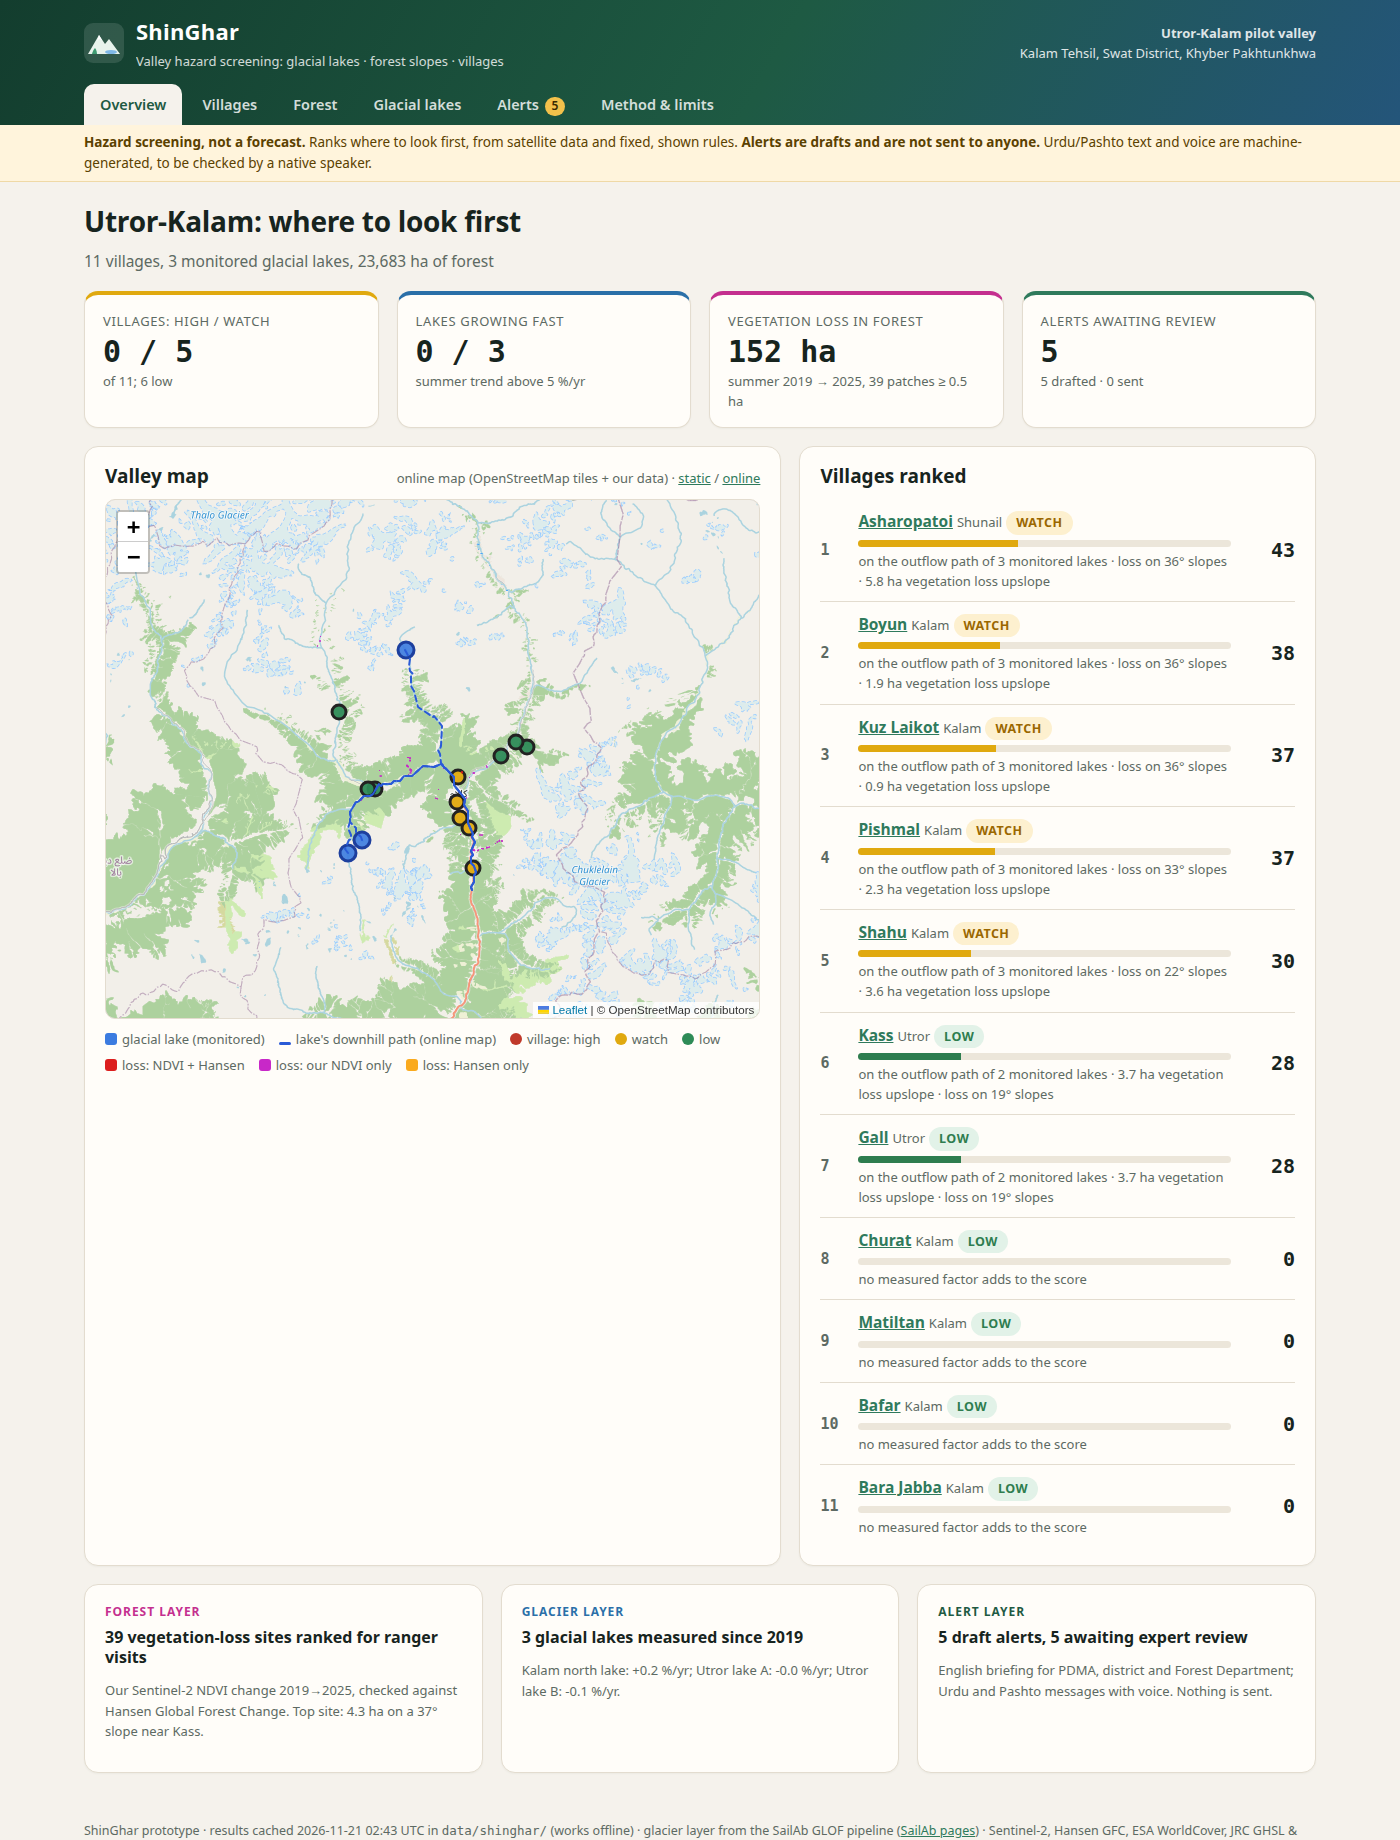 ShinGhar
Valley hazard screening: glacial lakes · forest slopes · villages
Utror-Kalam pilot valley
Kalam Tehsil, Swat District, Khyber Pakhtunkhwa
Overview
Villages
Forest
Glacial lakes
Alerts 5
Method & limits
Hazard screening, not a forecast. Ranks where to look first, from satellite data and fixed, shown rules. Alerts are drafts and are not sent to anyone. Urdu/Pashto text and voice are machine-
generated, to be checked by a native speaker.
Utror-Kalam: where to look first
11 villages, 3 monitored glacial lakes, 23,683 ha of forest
VILLAGES: HIGH / WATCH
0 / 5
of 11; 6 low
LAKES GROWING FAST
0 / 3
summer trend above 5 %/yr
VEGETATION LOSS IN FOREST
152 ha
summer 2019 → 2025, 39 patches ≥ 0.5
ha
ALERTS AWAITING REVIEW
5
5 drafted · 0 sent
Valley map
online map (OpenStreetMap tiles + our data) · static / online
+
−
Thalo Glacier
Chuklelain
Glacier
Leaflet | © OpenStreetMap contributors
glacial lake (monitored)
lake's downhill path (online map)
village: high
watch
low
loss: NDVI + Hansen
loss: our NDVI only
loss: Hansen only
Villages ranked
1
Asharopatoi Shunail WATCH
on the outflow path of 3 monitored lakes · loss on 36° slopes
· 5.8 ha vegetation loss upslope
43
2
Boyun Kalam WATCH
on the outflow path of 3 monitored lakes · loss on 36° slopes
· 1.9 ha vegetation loss upslope
38
3
Kuz Laikot Kalam WATCH
on the outflow path of 3 monitored lakes · loss on 36° slopes
· 0.9 ha vegetation loss upslope
37
4
Pishmal Kalam WATCH
on the outflow path of 3 monitored lakes · loss on 33° slopes
· 2.3 ha vegetation loss upslope
37
5
Shahu Kalam WATCH
on the outflow path of 3 monitored lakes · loss on 22° slopes
· 3.6 ha vegetation loss upslope
30
6
Kass Utror LOW
on the outflow path of 2 monitored lakes · 3.7 ha vegetation
loss upslope · loss on 19° slopes
28
7
Gall Utror LOW
on the outflow path of 2 monitored lakes · 3.7 ha vegetation
loss upslope · loss on 19° slopes
28
8
Churat Kalam LOW
no measured factor adds to the score
0
9
Matiltan Kalam LOW
no measured factor adds to the score
0
10
Bafar Kalam LOW
no measured factor adds to the score
0
11
Bara Jabba Kalam LOW
no measured factor adds to the score
0
FOREST LAYER
39 vegetation-loss sites ranked for ranger
visits
Our Sentinel-2 NDVI change 2019→2025, checked against
Hansen Global Forest Change. Top site: 4.3 ha on a 37°
slope near Kass.
GLACIER LAYER
3 glacial lakes measured since 2019
Kalam north lake: +0.2 %/yr; Utror lake A: -0.0 %/yr; Utror
lake B: -0.1 %/yr.
ALERT LAYER
5 draft alerts, 5 awaiting expert review
English briefing for PDMA, district and Forest Department;
Urdu and Pashto messages with voice. Nothing is sent.
ShinGhar prototype · results cached 2026-11-21 02:43 UTC in data/shinghar/ (works offline) · glacier layer from the SailAb GLOF pipeline (SailAb pages) · Sentinel-2, Hansen GFC, ESA WorldCover, JRC GHSL &